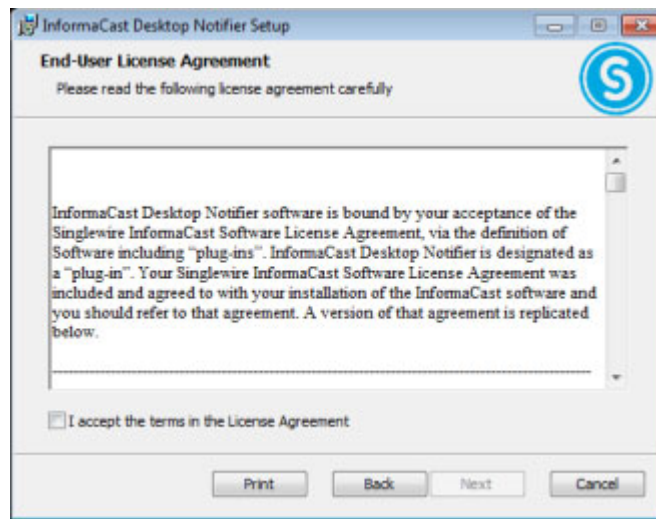 InformaCast Desktop Notifier Setup
End-User License Agreement
Please read the following license agreement carefully
S
InformaCast Desktop Notifier software is bound by your acceptance of the
Singlewire InformaCast Software License Agreement, via the definition of
Software including “plug-ins”. InformaCast Desktop Notifier is designated as
a “plug-in”. Your Singlewire InformaCast Software License Agreement was
included and agreed to with your installation of the InformaCast software and
you should refer to that agreement. A version of that agreement is replicated
below.
I accept the terms in the License Agreement
Print Back Next Cancel